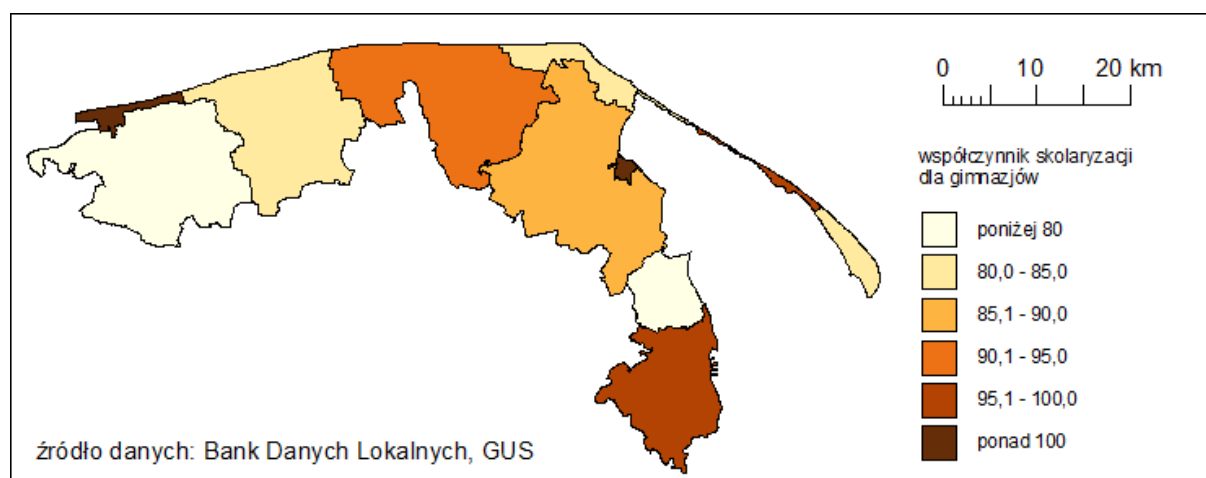 0 10 20 km
współczynnik skolaryzacji
dla gimnazjów
poniżej 80
80,0 - 85,0
85,1 - 90,0
90,1 - 95,0
95,1 - 100,0
ponad 100
źródło danych: Bank Danych Lokalnych, GUS